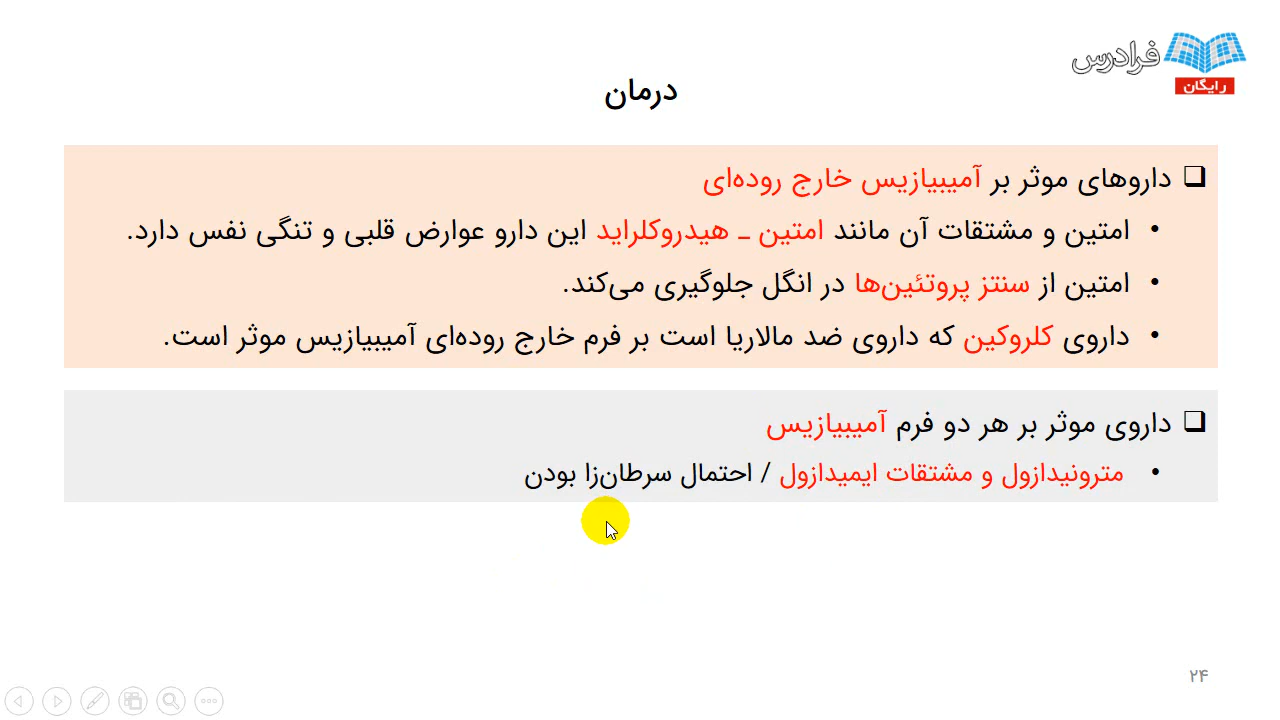 فرادرس
رایگان
درمان
❑ داروهای موثر بر آمیبیازیس خارج روده‌ای
• امتین و مشتقات آن مانند امتین ـ هیدروکلراید این دارو عوارض قلبی و تنگی نفس دارد.
• امتین از سنتز پروتئین‌ها در انگل جلوگیری می‌کند.
• داروی کلروکین که داروی ضد مالاریا است بر فرم خارج روده‌ای آمیبیازیس موثر است.
❑ داروی موثر بر هر دو فرم آمیبیازیس
• مترونیدازول و مشتقات ایمیدازول / احتمال سرطان‌زا بودن
۲۴